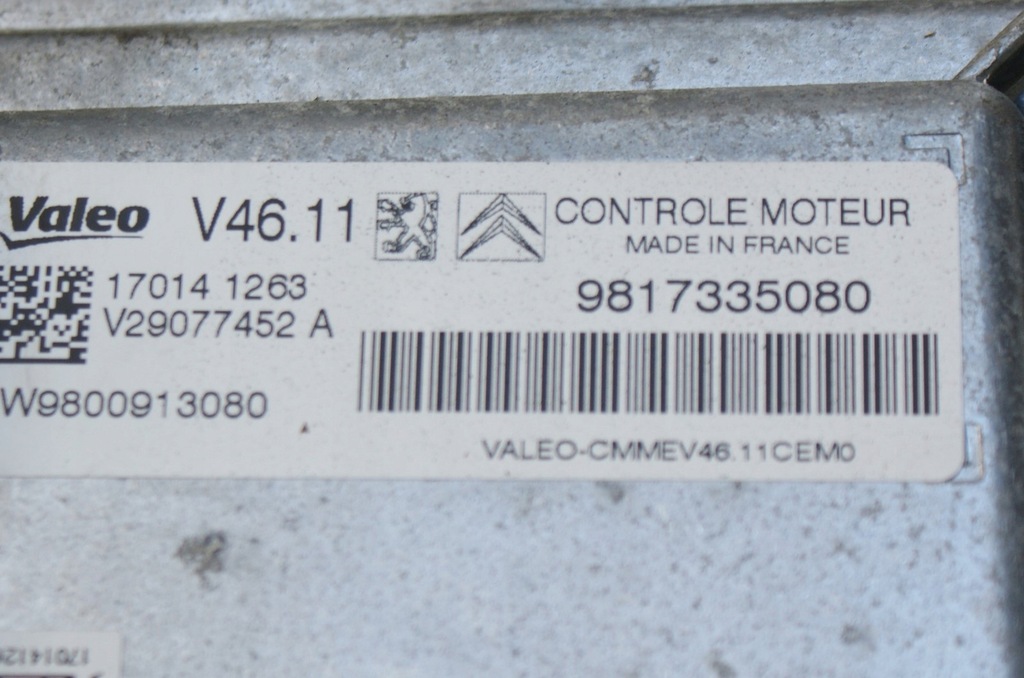 Valeo V46.11 CONTROLE MOTEUR
MADE IN FRANCE
17014 1263
9817335080
V29077452 A
W9800913080
VALEO-CMMEV46.11CEM0